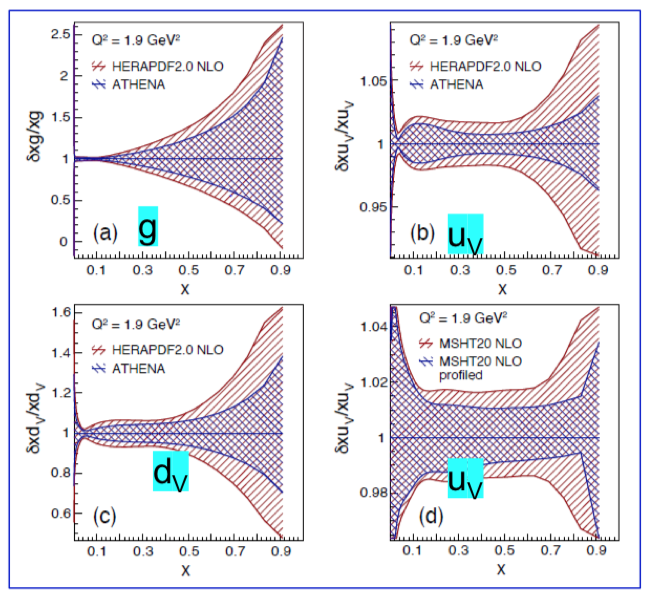 Q² = 1.9 GeV²
HERAPDF2.0 NLO
ATHENA
δxg/xg
2.5
2
1.5
1
0.5
0
(a)
g
0.1 0.3 0.5 0.7 0.9
x
Q² = 1.9 GeV²
HERAPDF2.0 NLO
ATHENA
δxu_V/xu_V
1.05
1
0.95
(b)
u_V
0.1 0.3 0.5 0.7 0.9
x
Q² = 1.9 GeV²
HERAPDF2.0 NLO
ATHENA
δxd_V/xd_V
1.6
1.4
1.2
1
0.8
0.6
(c)
d_V
0.1 0.3 0.5 0.7 0.9
x
Q² = 1.9 GeV²
MSHT20 NLO
MSHT20 NLO
profiled
δxu_V/xu_V
1.04
1.02
1
0.98
(d)
u_V
0.1 0.3 0.5 0.7 0.9
x